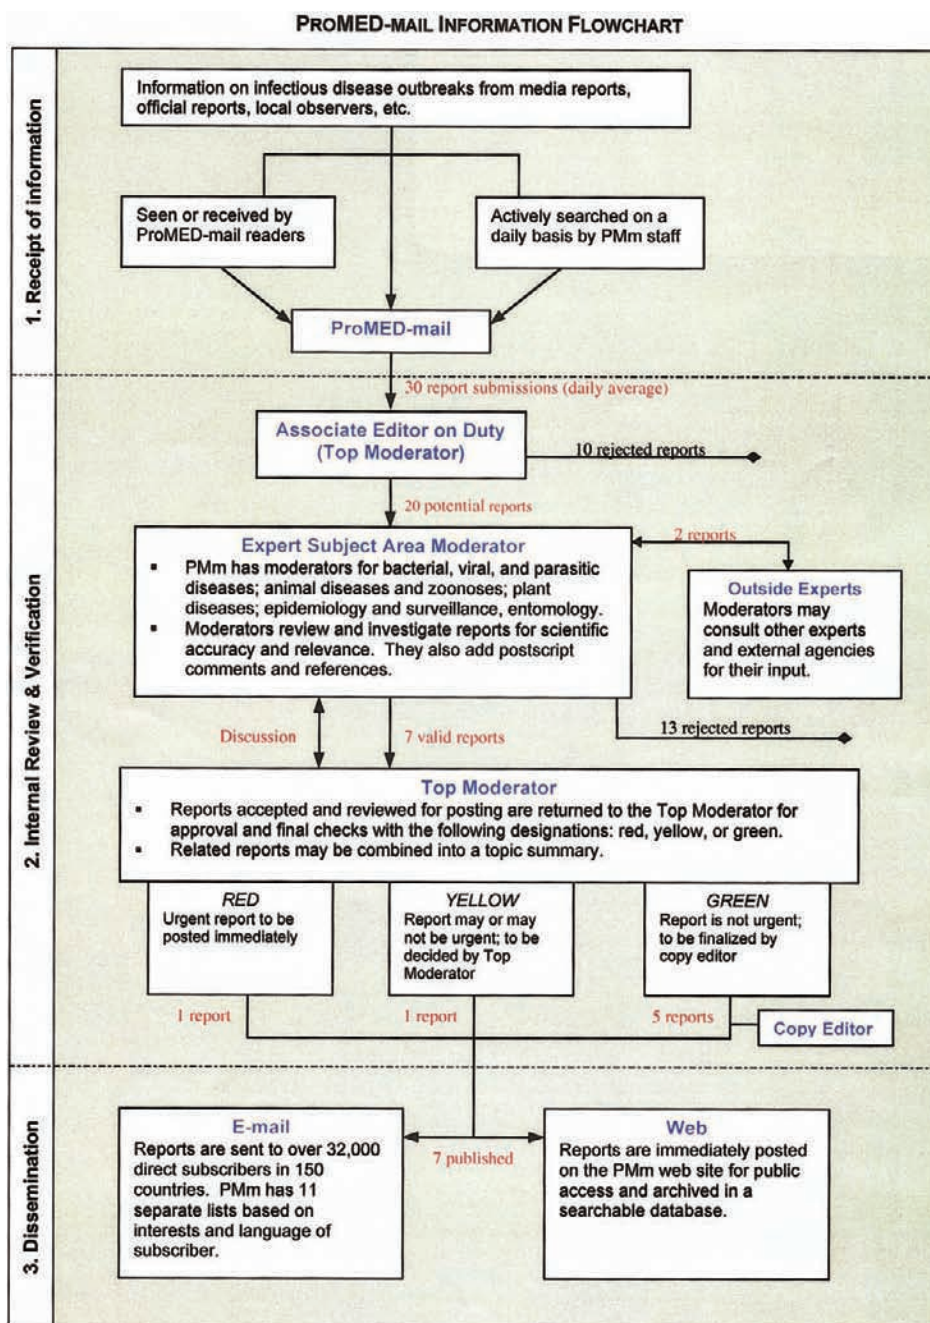 PROMED-MAIL INFORMATION FLOWCHART
1. Receipt of information
Information on infectious disease outbreaks from media reports,
official reports, local observers, etc.
Seen or received by
ProMED-mail readers
Actively searched on a
daily basis by PMm staff
ProMED-mail
30 report submissions (daily average)
2. Internal Review & Verification
Associate Editor on Duty
(Top Moderator)
10 rejected reports
20 potential reports
Expert Subject Area Moderator
▪ PMm has moderators for bacterial, viral, and parasitic
diseases; animal diseases and zoonoses; plant
diseases; epidemiology and surveillance, entomology.
▪ Moderators review and investigate reports for scientific
accuracy and relevance. They also add postscript
comments and references.
2 reports
Outside Experts
Moderators may
consult other experts
and external agencies
for their input.
Discussion
7 valid reports
13 rejected reports
Top Moderator
▪ Reports accepted and reviewed for posting are returned to the Top Moderator for
approval and final checks with the following designations: red, yellow, or green.
▪ Related reports may be combined into a topic summary.
RED
Urgent report to be
posted immediately
YELLOW
Report may or may
not be urgent; to be
decided by Top
Moderator
GREEN
Report is not urgent;
to be finalized by
copy editor
1 report
1 report
5 reports
Copy Editor
3. Dissemination
E-mail
Reports are sent to over 32,000
direct subscribers in 150
countries. PMm has 11
separate lists based on
interests and language of
subscriber.
7 published
Web
Reports are immediately posted
on the PMm web site for public
access and archived in a
searchable database.